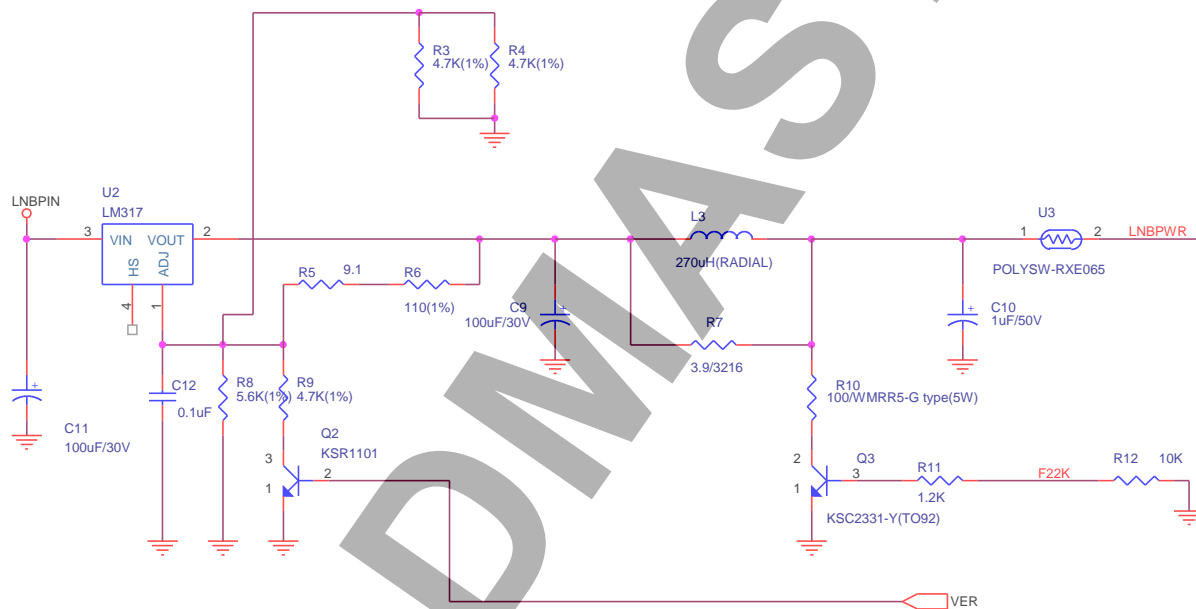 R3
4.7K(1%)
R4
4.7K(1%)
LNBPIN
U2
LM317
3
VIN
VOUT
2
HS
ADJ
4
1
R5
9.1
R6
110(1%)
L3
270uH(RADIAL)
U3
1
2
LNBPWR
POLYSW-RXE065
C9
100uF/30V
+
R7
3.9/3216
C10
1uF/50V
+
C11
100uF/30V
+
C12
0.1uF
R8
5.6K(1%)
R9
4.7K(1%)
R10
100/WMRR5-G type(5W)
Q2
KSR1101
3
2
1
Q3
2
3
1
KSC2331-Y(TO92)
R11
1.2K
F22K
R12
10K
VER
DMAS